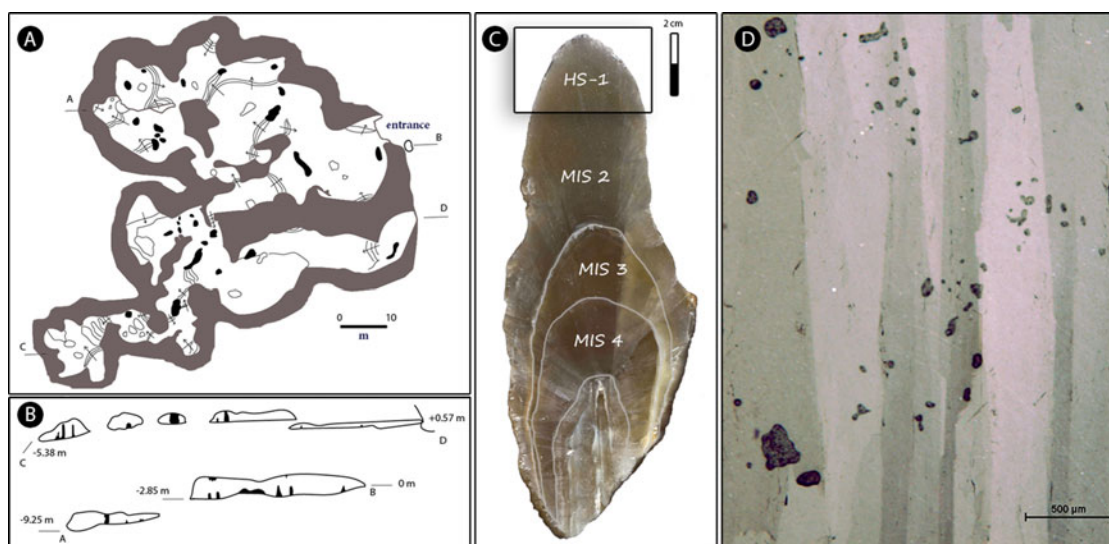 A
A
entrance
B
D
C
0 10
m
B
+0.57 m
D
-5.38 m
C
-2.85 m
0 m
B
-9.25 m
A
C
2 cm
HS-1
MIS 2
MIS 3
MIS 4
D
500 µm